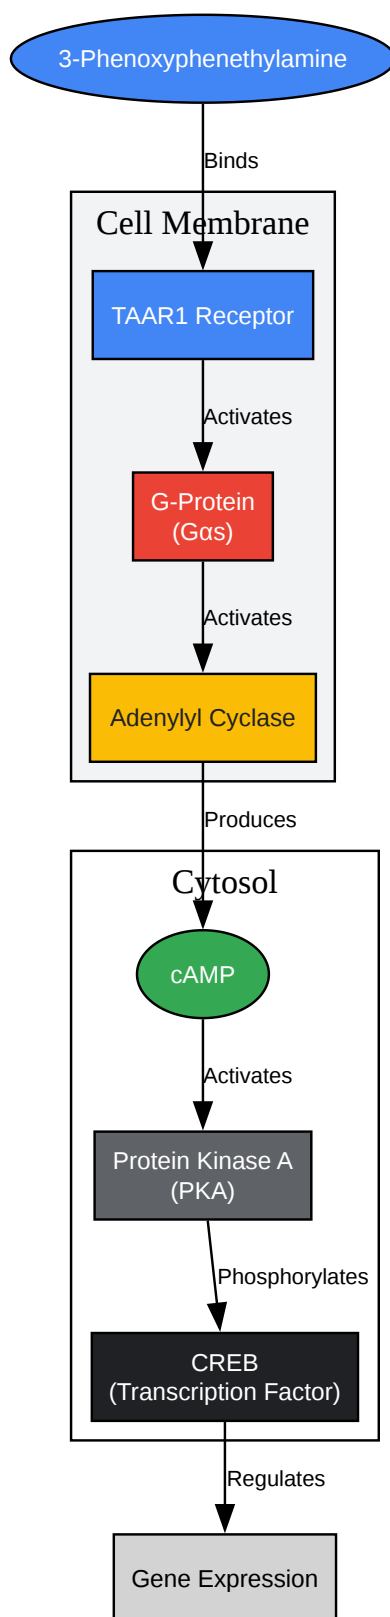 3-Phenoxyphenethylamine
Binds
Cell Membrane
TAAR1 Receptor
Activates
G-Protein
(Gαs)
Activates
Adenylyl Cyclase
Produces
Cytosol
cAMP
Activates
Protein Kinase A
(PKA)
Phosphorylates
CREB
(Transcription Factor)
Regulates
Gene Expression